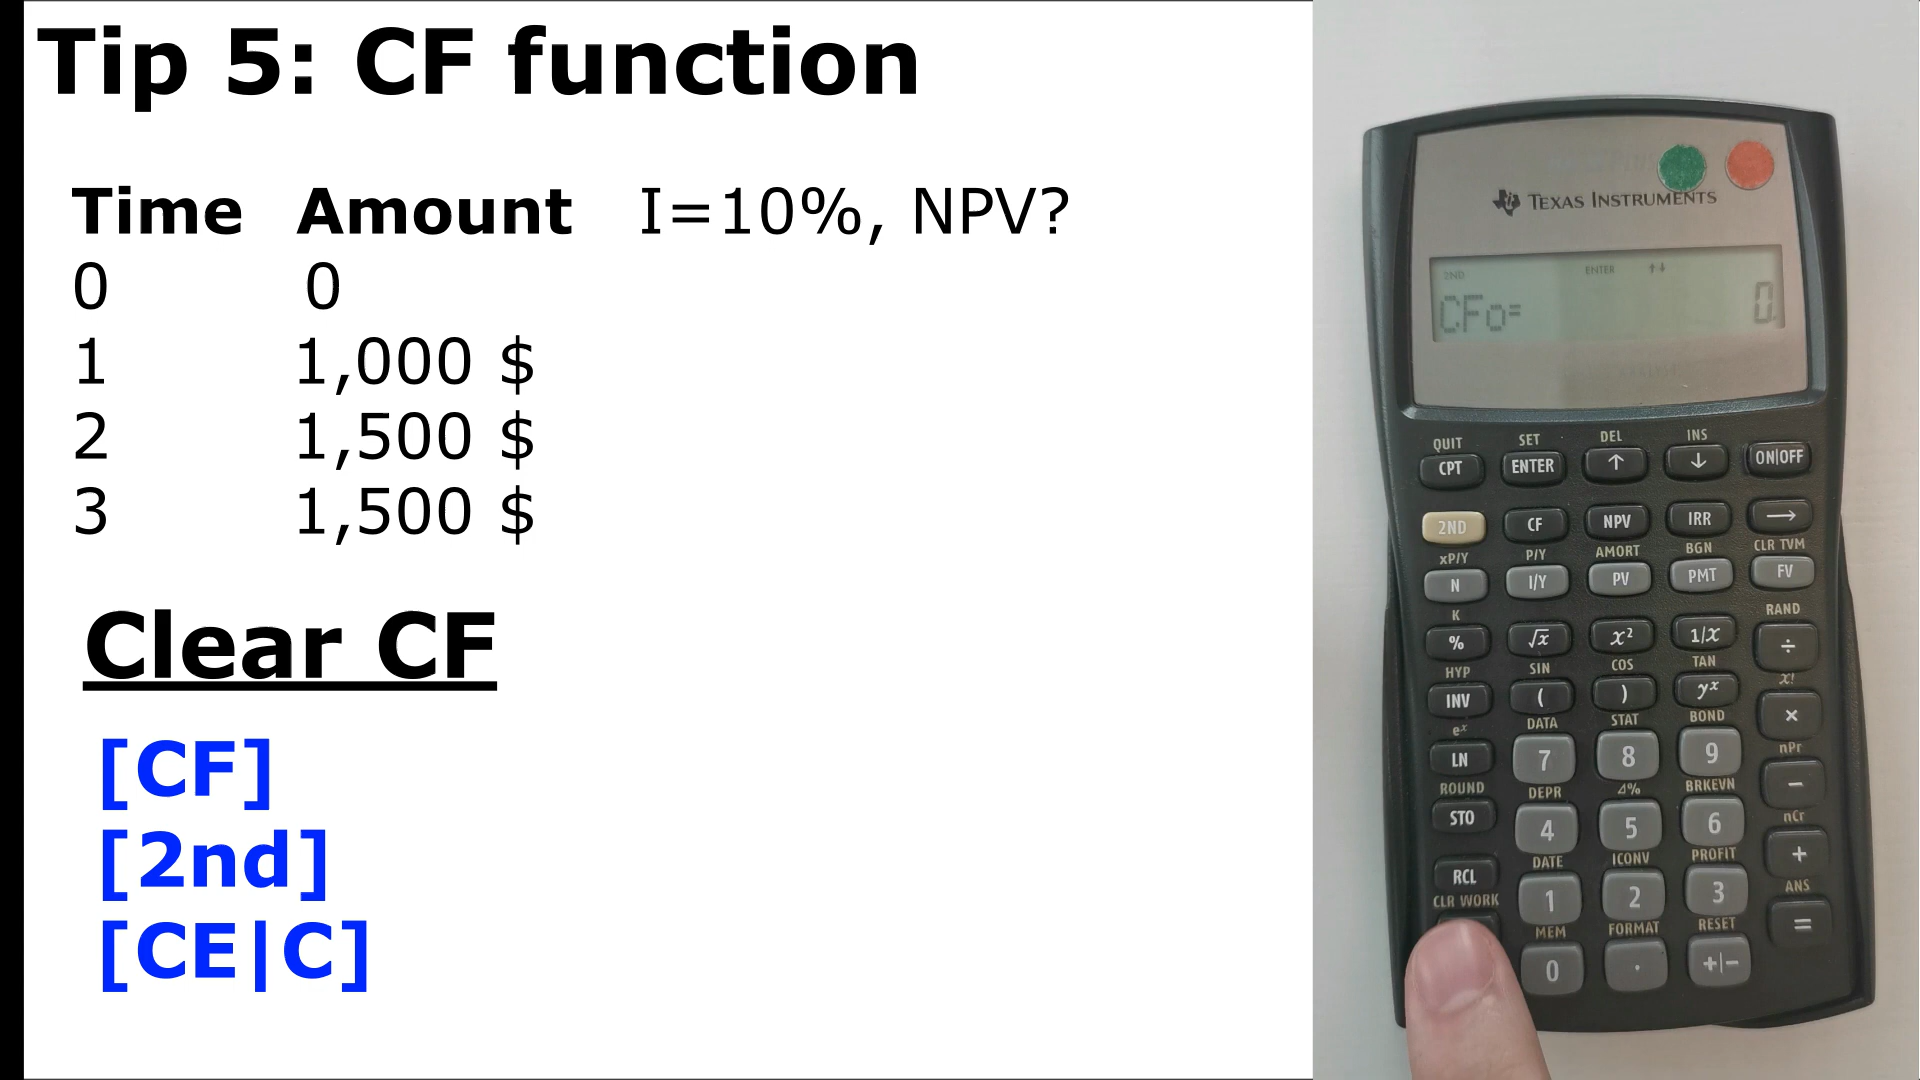 Tip 5: CF function
Time Amount I=10%, NPV?
0 0
1 1,000 $
2 1,500 $
3 1,500 $
Clear CF
[CF]
[2nd]
[CE|C]
TEXAS INSTRUMENTS
2ND ENTER ↑↓
CFo= 0.
QUIT SET DEL INS
CPT ENTER ↑ ↓ ON|OFF
2ND CF NPV IRR →
xP/Y P/Y AMORT BGN CLR TVM
N I/Y PV PMT FV
K RAND
% √x x² 1/x ÷
HYP SIN COS TAN x!
INV ( ) yˣ ×
eˣ DATA STAT BOND nPr
LN 7 8 9 −
ROUND DEPR Δ% BRKEVN nCr
STO 4 5 6 +
DATE ICONV PROFIT ANS
RCL 1 2 3 =
CLR WORK MEM FORMAT RESET
0 . +|−